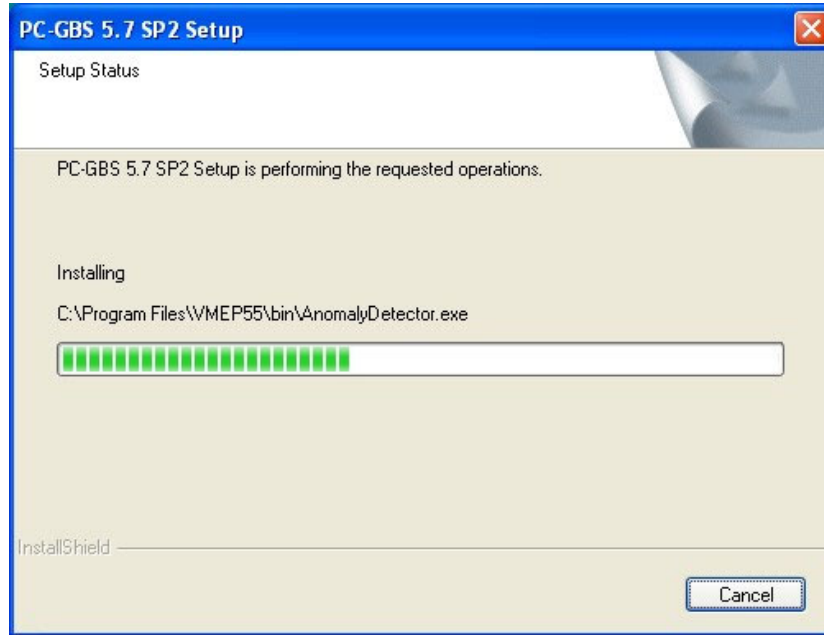 PC-GBS 5.7 SP2 Setup
Setup Status
PC-GBS 5.7 SP2 Setup is performing the requested operations.
Installing
C:\Program Files\VMEP55\bin\AnomalyDetector.exe
InstallShield
Cancel